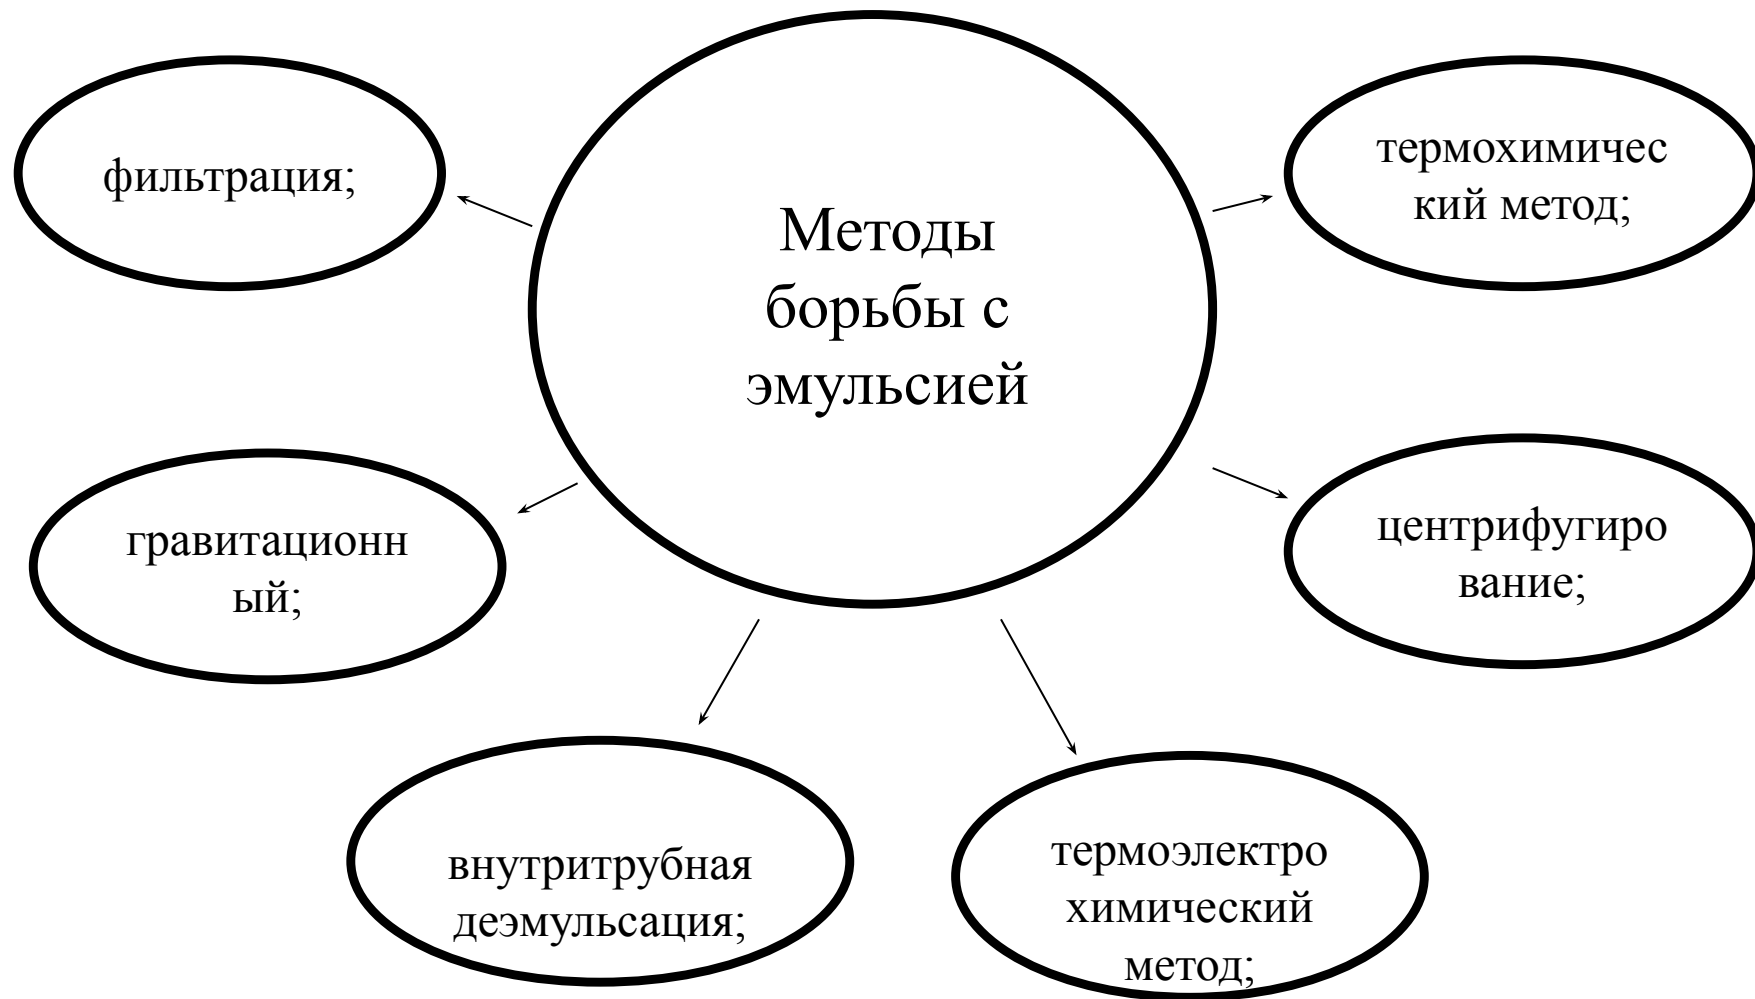 Методы
борьбы с
эмульсией
фильтрация;
термохимичес
кий метод;
гравитационн
ый;
центрифугиро
вание;
внутритрубная
деэмульсация;
термоэлектро
химический
метод;